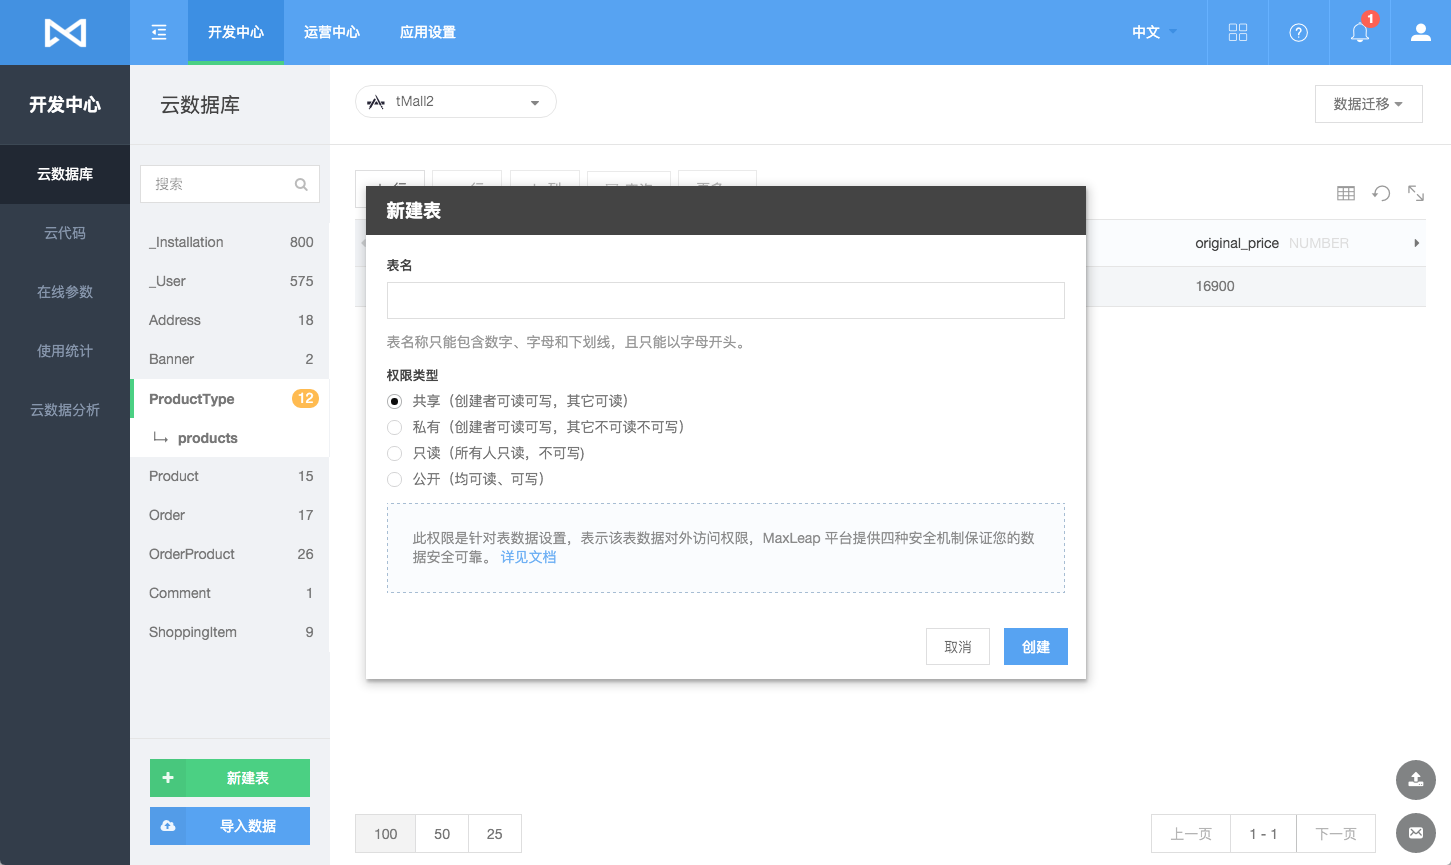 开发中心
运营中心
应用设置
中文
1
开发中心
云数据库
云代码
在线参数
使用统计
云数据分析
云数据库
搜索
_Installation 800
_User 575
Address 18
Banner 2
ProductType 12
products
Product 15
Order 17
OrderProduct 26
Comment 1
ShoppingItem 9
新建表
导入数据
tMall2
数据迁移
original_price NUMBER
16900
新建表
表名
表名称只能包含数字、字母和下划线，且只能以字母开头。
权限类型
共享（创建者可读可写，其它可读）
私有（创建者可读可写，其它不可读不可写）
只读（所有人只读，不可写)
公开（均可读、可写）
此权限是针对表数据设置，表示该表数据对外访问权限，MaxLeap 平台提供四种安全机制保证您的数
据安全可靠。 详见文档
取消
创建
100 50 25
上一页 1 - 1 下一页